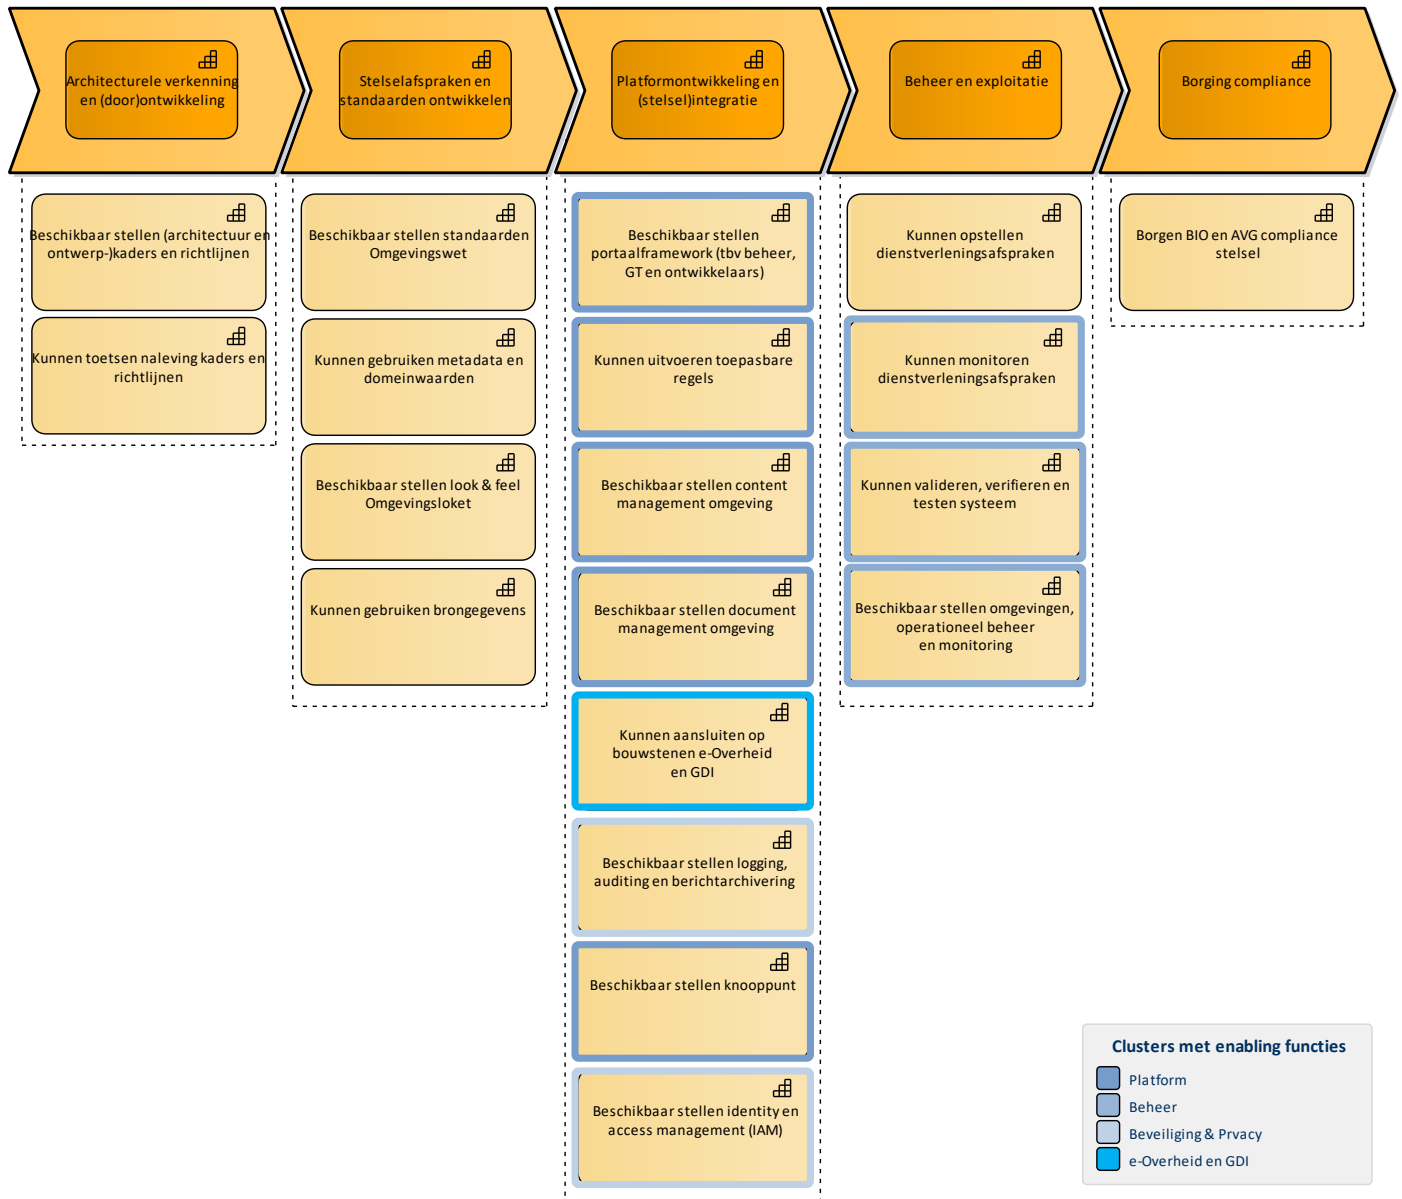 Architecturele verkenning
en (door)ontwikkeling
Stelselafspraken en
standaarden ontwikkelen
Platformontwikkeling en
(stelsel)integratie
Beheer en exploitatie
Borging compliance
Beschikbaar stellen (architectuur en
ontwerp-)kaders en richtlijnen
Kunnen toetsen naleving kaders en
richtlijnen
Beschikbaar stellen standaarden
Omgevingswet
Kunnen gebruiken metadata en
domeinwaarden
Beschikbaar stellen look & feel
Omgevingsloket
Kunnen gebruiken brongegevens
Beschikbaar stellen
portaalframework (tbv beheer,
GT en ontwikkelaars)
Kunnen uitvoeren toepasbare
regels
Beschikbaar stellen content
management omgeving
Beschikbaar stellen document
management omgeving
Kunnen aansluiten op
bouwstenen e-Overheid
en GDI
Beschikbaar stellen logging,
auditing en berichtarchivering
Beschikbaar stellen knooppunt
Beschikbaar stellen identity en
access management (IAM)
Kunnen opstellen
dienstverleningsafspraken
Kunnen monitoren
dienstverleningsafspraken
Kunnen valideren, verifieren en
testen systeem
Beschikbaar stellen omgevingen,
operationeel beheer
en monitoring
Borgen BIO en AVG compliance
stelsel
Clusters met enabling functies
Platform
Beheer
Beveiliging & Prvacy
e-Overheid en GDI